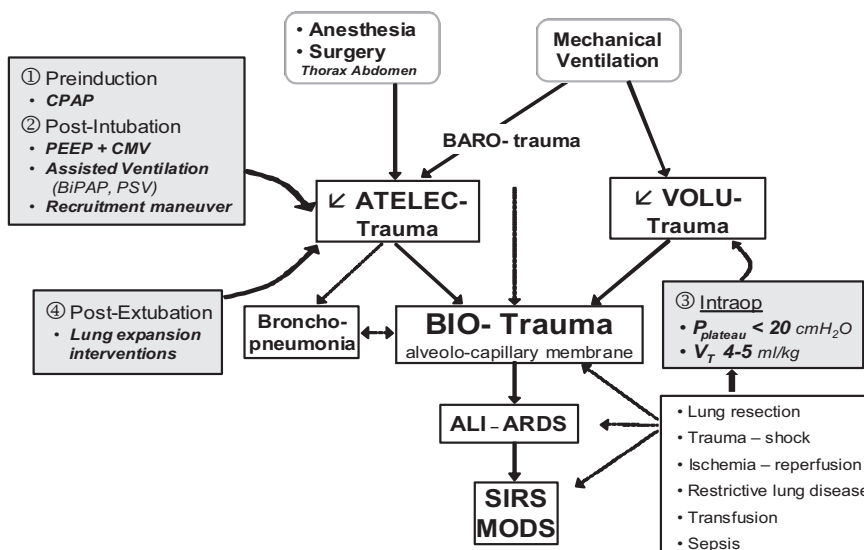 • Anesthesia
• Surgery
Thorax Abdomen
Mechanical
Ventilation
① Preinduction
• CPAP
② Post-Intubation
• PEEP + CMV
• Assisted Ventilation
(BiPAP, PSV)
• Recruitment maneuver
BARO- trauma
↙ ATELEC-
Trauma
↙ VOLU-
Trauma
④ Post-Extubation
• Lung expansion
interventions
Broncho-
pneumonia
BIO- Trauma
alveolo-capillary membrane
③ Intraop
• Pplateau < 20 cmH2O
• VT 4-5 ml/kg
ALI – ARDS
SIRS
MODS
• Lung resection
• Trauma – shock
• Ischemia – reperfusion
• Restrictive lung disease
• Transfusion
• Sepsis